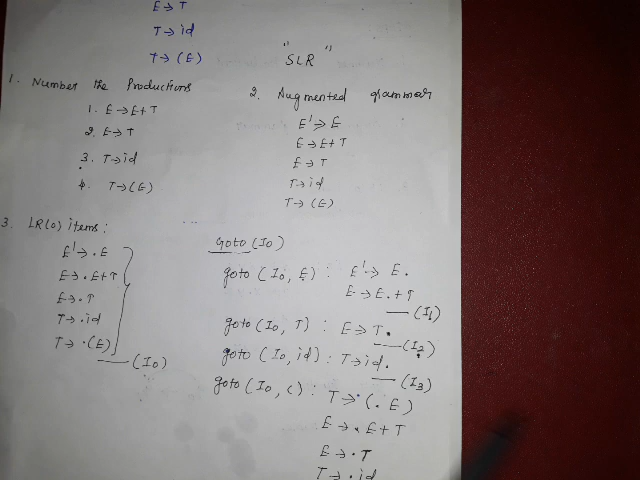 E → T
T → id
T → (E)
"SLR"
1. Number the Productions
1. E → E+T
2. E → T
3. T → id
4. T → (E)
2. Augmented grammar
E' → E
E → E+T
E → T
T → id
T → (E)
3. LR(0) items:
E' → .E
E → .E+T
E → .T
T → .id
T → .(E)
(I0)
Goto (I0)
goto (I0, E) : E' → E.
E → E.+T
(I1)
goto (I0, T) : E → T.
(I2)
goto (I0, id) : T → id.
(I3)
goto (I0, () : T → (.E)
E → .E+T
E → .T
T → .id